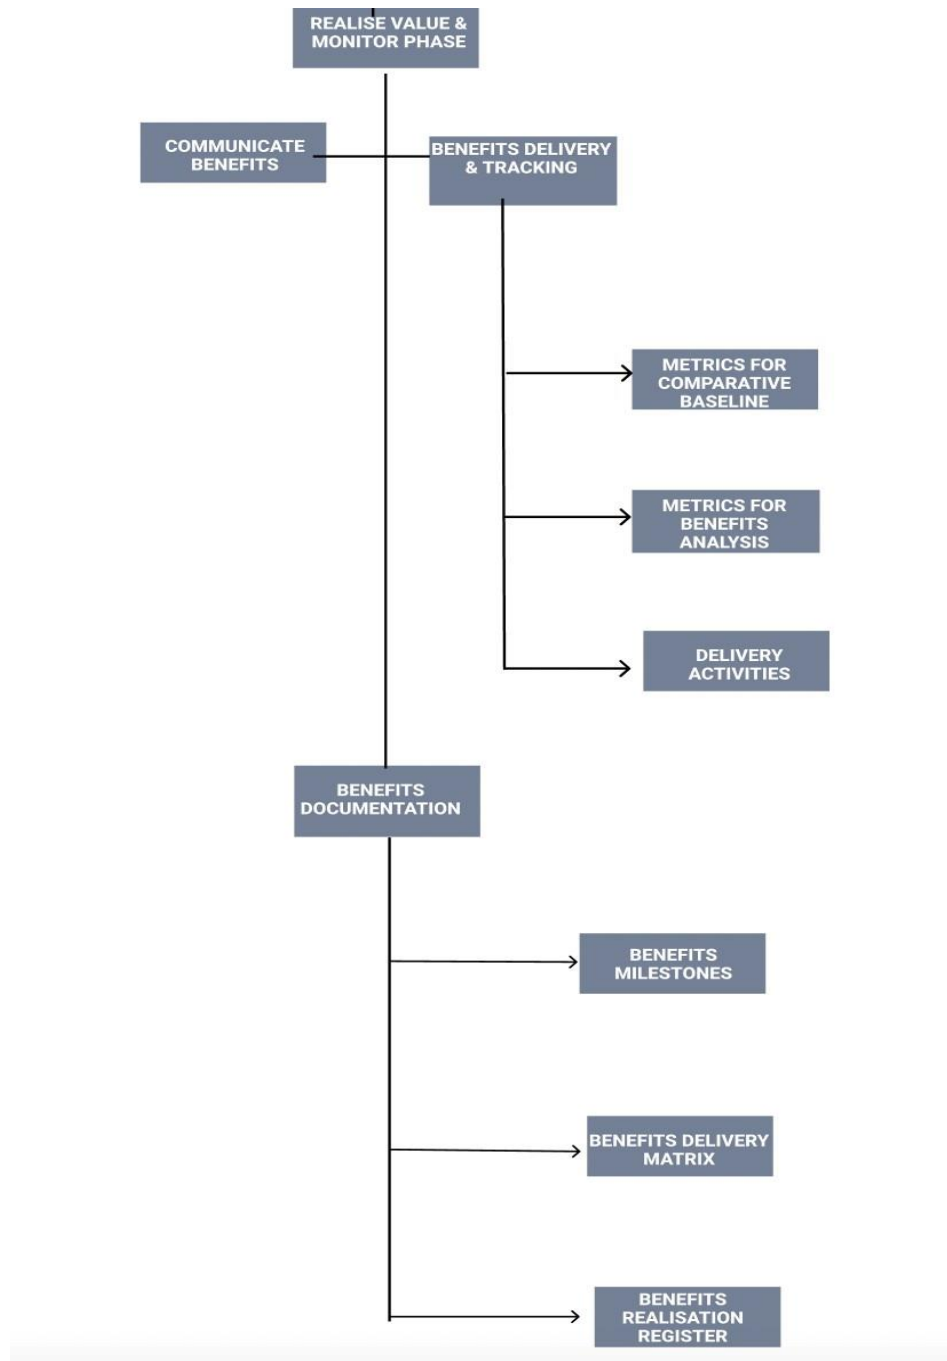 REALISE VALUE &
MONITOR PHASE
COMMUNICATE
BENEFITS
BENEFITS DELIVERY
& TRACKING
METRICS FOR
COMPARATIVE
BASELINE
METRICS FOR
BENEFITS
ANALYSIS
DELIVERY
ACTIVITIES
BENEFITS
DOCUMENTATION
BENEFITS
MILESTONES
BENEFITS DELIVERY
MATRIX
BENEFITS
REALISATION
REGISTER